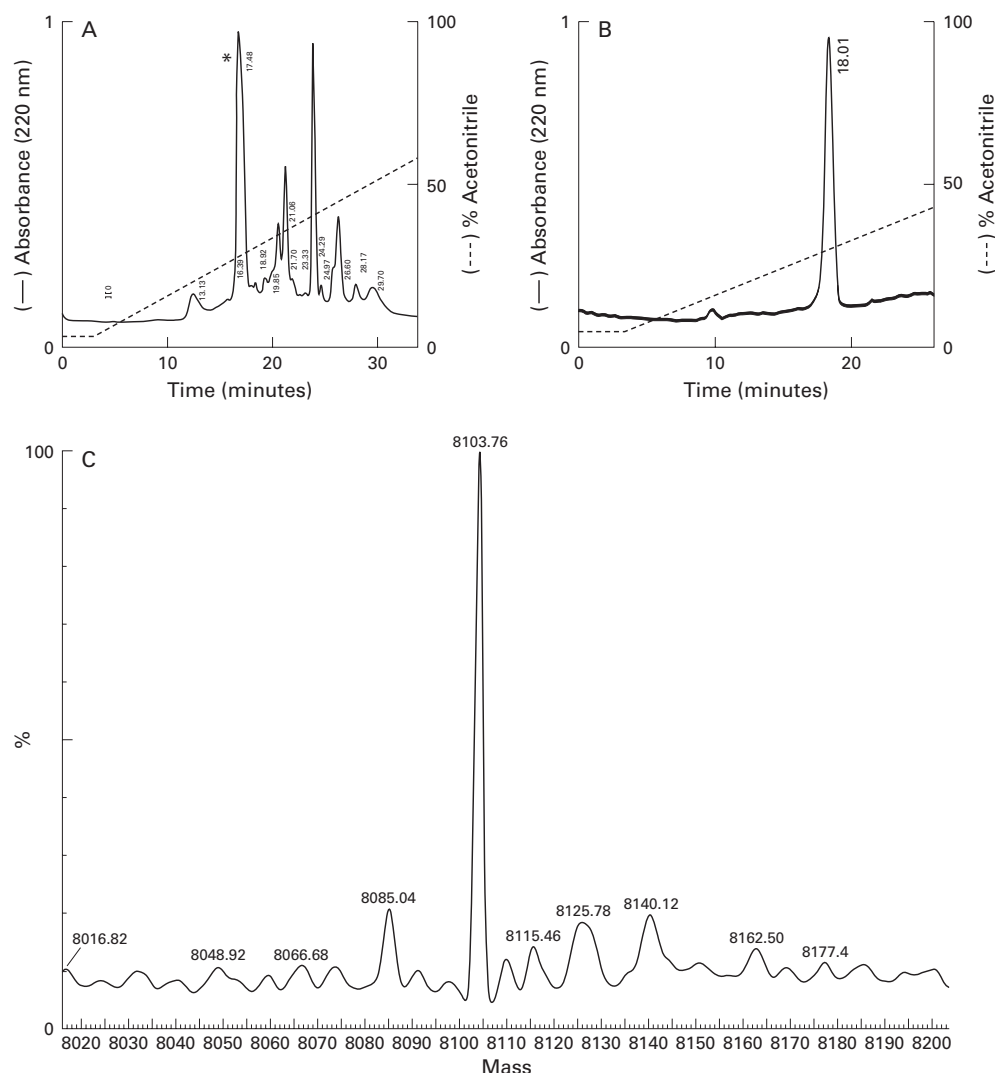 A
1
0
( — ) Absorbance (220 nm)
100
50
0
(---) % Acetonitrile
*
17.48
13.13
16.39
18.92
19.85
21.06
21.70
23.33
24.29
24.97
26.60
28.17
29.70
0 10 20 30
Time (minutes)
B
1
0
( — ) Absorbance (220 nm)
100
50
0
(---) % Acetonitrile
18.01
0 10 20
Time (minutes)
C
100
%
0
8103.76
8016.82
8048.92
8066.68
8085.04
8115.46
8125.78
8140.12
8162.50
8177.4
8020 8030 8040 8050 8060 8070 8080 8090 8100 8110 8120 8130 8140 8150 8160 8170 8180 8190 8200
Mass